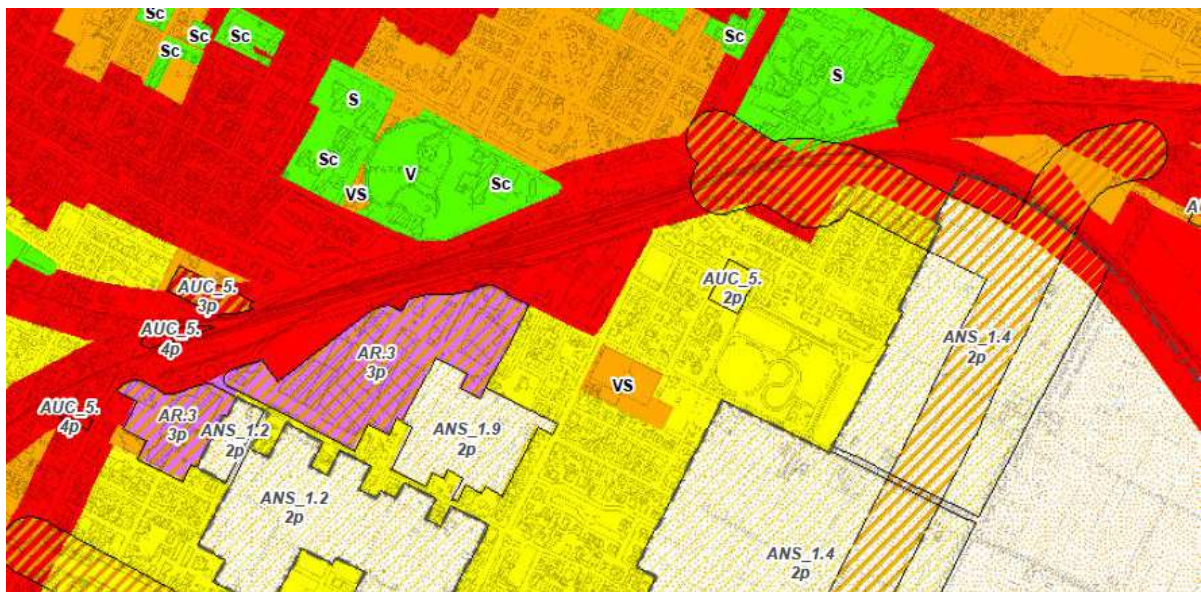 Sc
Sc
Sc
Sc
Sc
S
S
Sc
V
Sc
VS
AUC_5.
3p
AUC_5.
2p
AUC_5.
4p
ANS_1.4
2p
AR.3
3p
VS
AUC_5.
4p
AR.3
3p
ANS_1.2
2p
ANS_1.9
2p
ANS_1.2
2p
ANS_1.4
2p